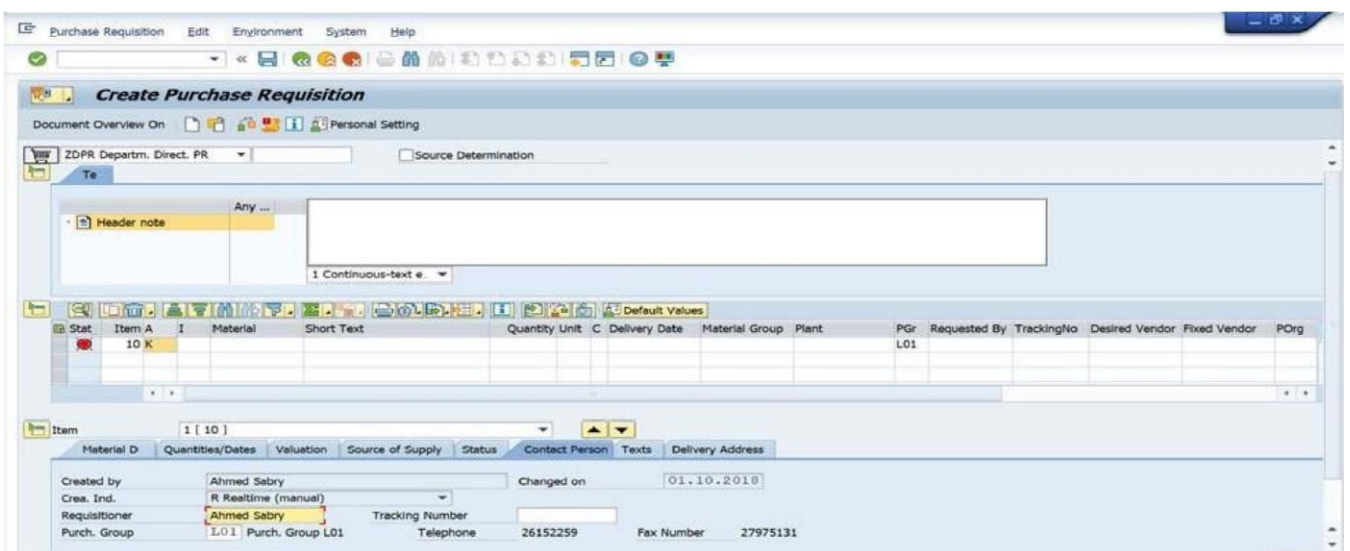 Purchase Requisition Edit Environment System Help
Create Purchase Requisition
Document Overview On Personal Setting
ZDPR Departm. Direct. PR Source Determination
Te
Any ...
Header note
1 Continuous-text e..
Default Values
Stat Item A I Material Short Text Quantity Unit C Delivery Date Material Group Plant PGr Requested By TrackingNo Desired Vendor Fixed Vendor POrg
10 K L01
Item 1 [ 10 ]
Material D Quantities/Dates Valuation Source of Supply Status Contact Person Texts Delivery Address
Created by Ahmed Sabry Changed on 01.10.2018
Crea. Ind. R Realtime (manual)
Requisitioner Ahmed Sabry Tracking Number
Purch. Group L01 Purch. Group L01 Telephone 26152259 Fax Number 27975131